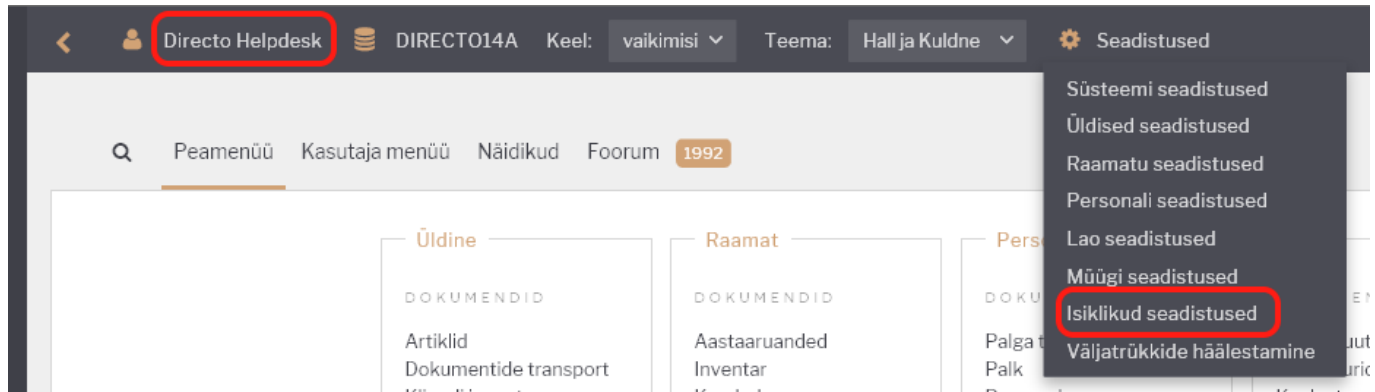 Directo Helpdesk DIRECTO14A Keel: vaikimisi Teema: Hall ja Kuldne Seadistused
Süsteemi seadistused
Üldised seadistused
Raamatu seadistused
Personali seadistused
Lao seadistused
Müügi seadistused
Isiklikud seadistused
Väljatrükkide häälestamine
Peamenüü Kasutaja menüü Näidikud Foorum 1992
Üldine
DOKUMENDID
Artiklid
Dokumentide transport
Raamat
DOKUMENDID
Aastaaruanded
Inventar
Pers
DOKU
Palga t
Palk